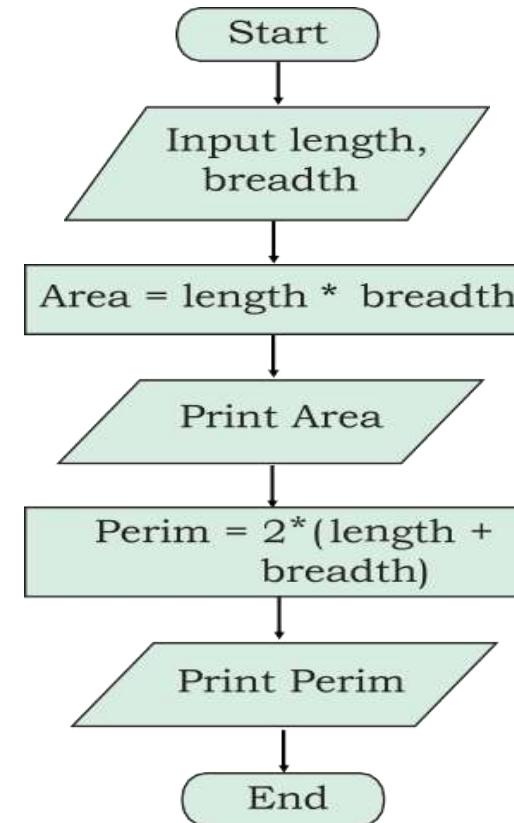 Start
Input length,
breadth
Area = length * breadth
Print Area
Perim = 2*(length +
breadth)
Print Perim
End